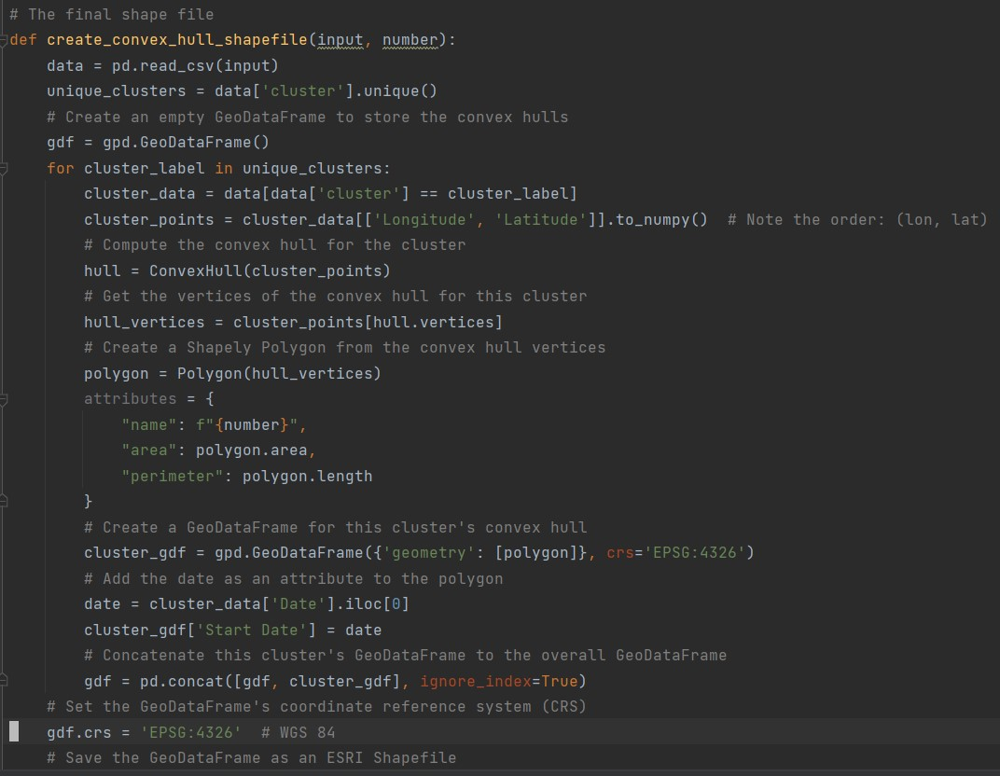 # The final shape file
def create_convex_hull_shapefile(input, number):
    data = pd.read_csv(input)
    unique_clusters = data['cluster'].unique()
    # Create an empty GeoDataFrame to store the convex hulls
    gdf = gpd.GeoDataFrame()
    for cluster_label in unique_clusters:
        cluster_data = data[data['cluster'] == cluster_label]
        cluster_points = cluster_data[['Longitude', 'Latitude']].to_numpy()  # Note the order: (lon, lat)
        # Compute the convex hull for the cluster
        hull = ConvexHull(cluster_points)
        # Get the vertices of the convex hull for this cluster
        hull_vertices = cluster_points[hull.vertices]
        # Create a Shapely Polygon from the convex hull vertices
        polygon = Polygon(hull_vertices)
        attributes = {
            "name": f"{number}",
            "area": polygon.area,
            "perimeter": polygon.length
        }
        # Create a GeoDataFrame for this cluster's convex hull
        cluster_gdf = gpd.GeoDataFrame({'geometry': [polygon]}, crs='EPSG:4326')
        # Add the date as an attribute to the polygon
        date = cluster_data['Date'].iloc[0]
        cluster_gdf['Start Date'] = date
        # Concatenate this cluster's GeoDataFrame to the overall GeoDataFrame
        gdf = pd.concat([gdf, cluster_gdf], ignore_index=True)
    # Set the GeoDataFrame's coordinate reference system (CRS)
    gdf.crs = 'EPSG:4326'  # WGS 84
    # Save the GeoDataFrame as an ESRI Shapefile